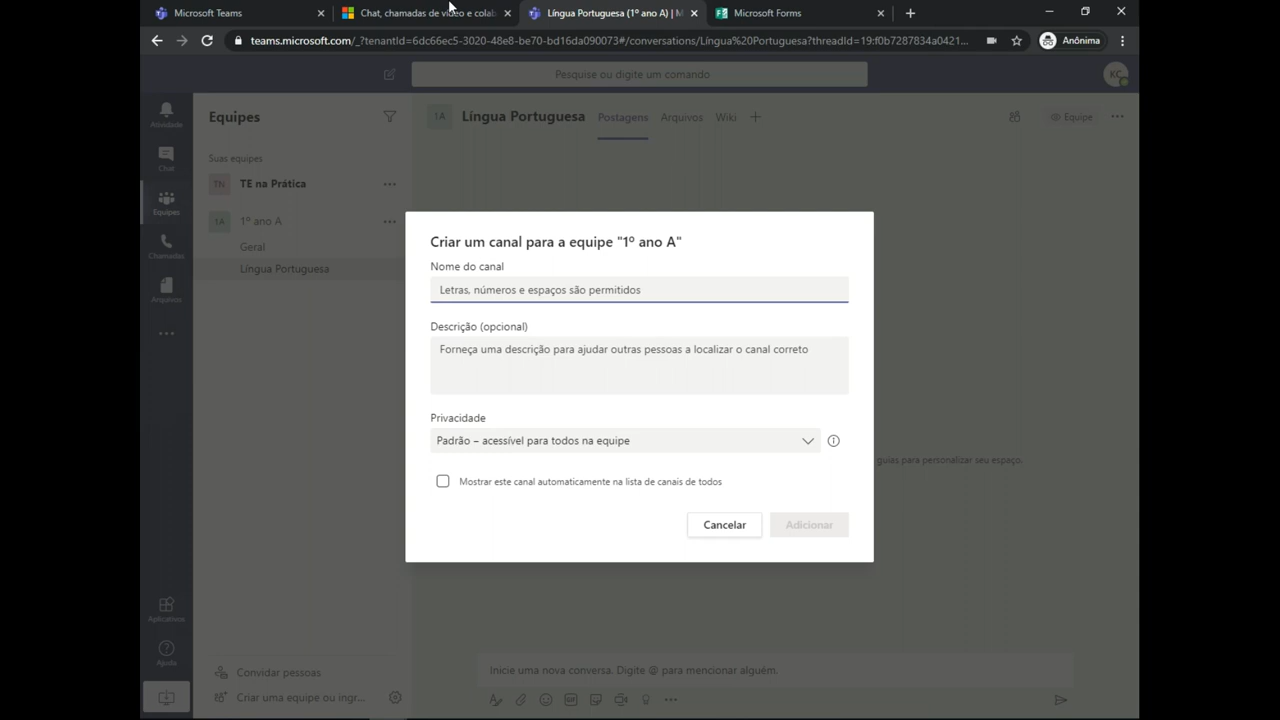 Microsoft Teams
Chat, chamadas de vídeo e colab
Língua Portuguesa (1º ano A) | M
Microsoft Forms
teams.microsoft.com/_?tenantId=6dc66ec5-3020-48e8-be70-bd16da090073#/conversations/Língua%20Portuguesa?threadId=19:f0b7287834a0421...
Anônima
Pesquise ou digite um comando
KC
Atividade
Chat
Equipes
Chamadas
Arquivos
Aplicativos
Ajuda
Equipes
Suas equipes
TN TE na Prática
1A 1º ano A
Geral
Língua Portuguesa
Convidar pessoas
Criar uma equipe ou ingr...
1A Língua Portuguesa Postagens Arquivos Wiki
Equipe
Criar um canal para a equipe "1º ano A"
Nome do canal
Letras, números e espaços são permitidos
Descrição (opcional)
Forneça uma descrição para ajudar outras pessoas a localizar o canal correto
Privacidade
Padrão – acessível para todos na equipe
Mostrar este canal automaticamente na lista de canais de todos
Cancelar Adicionar
guias para personalizar seu espaço.
Inicie uma nova conversa. Digite @ para mencionar alguém.
GIF